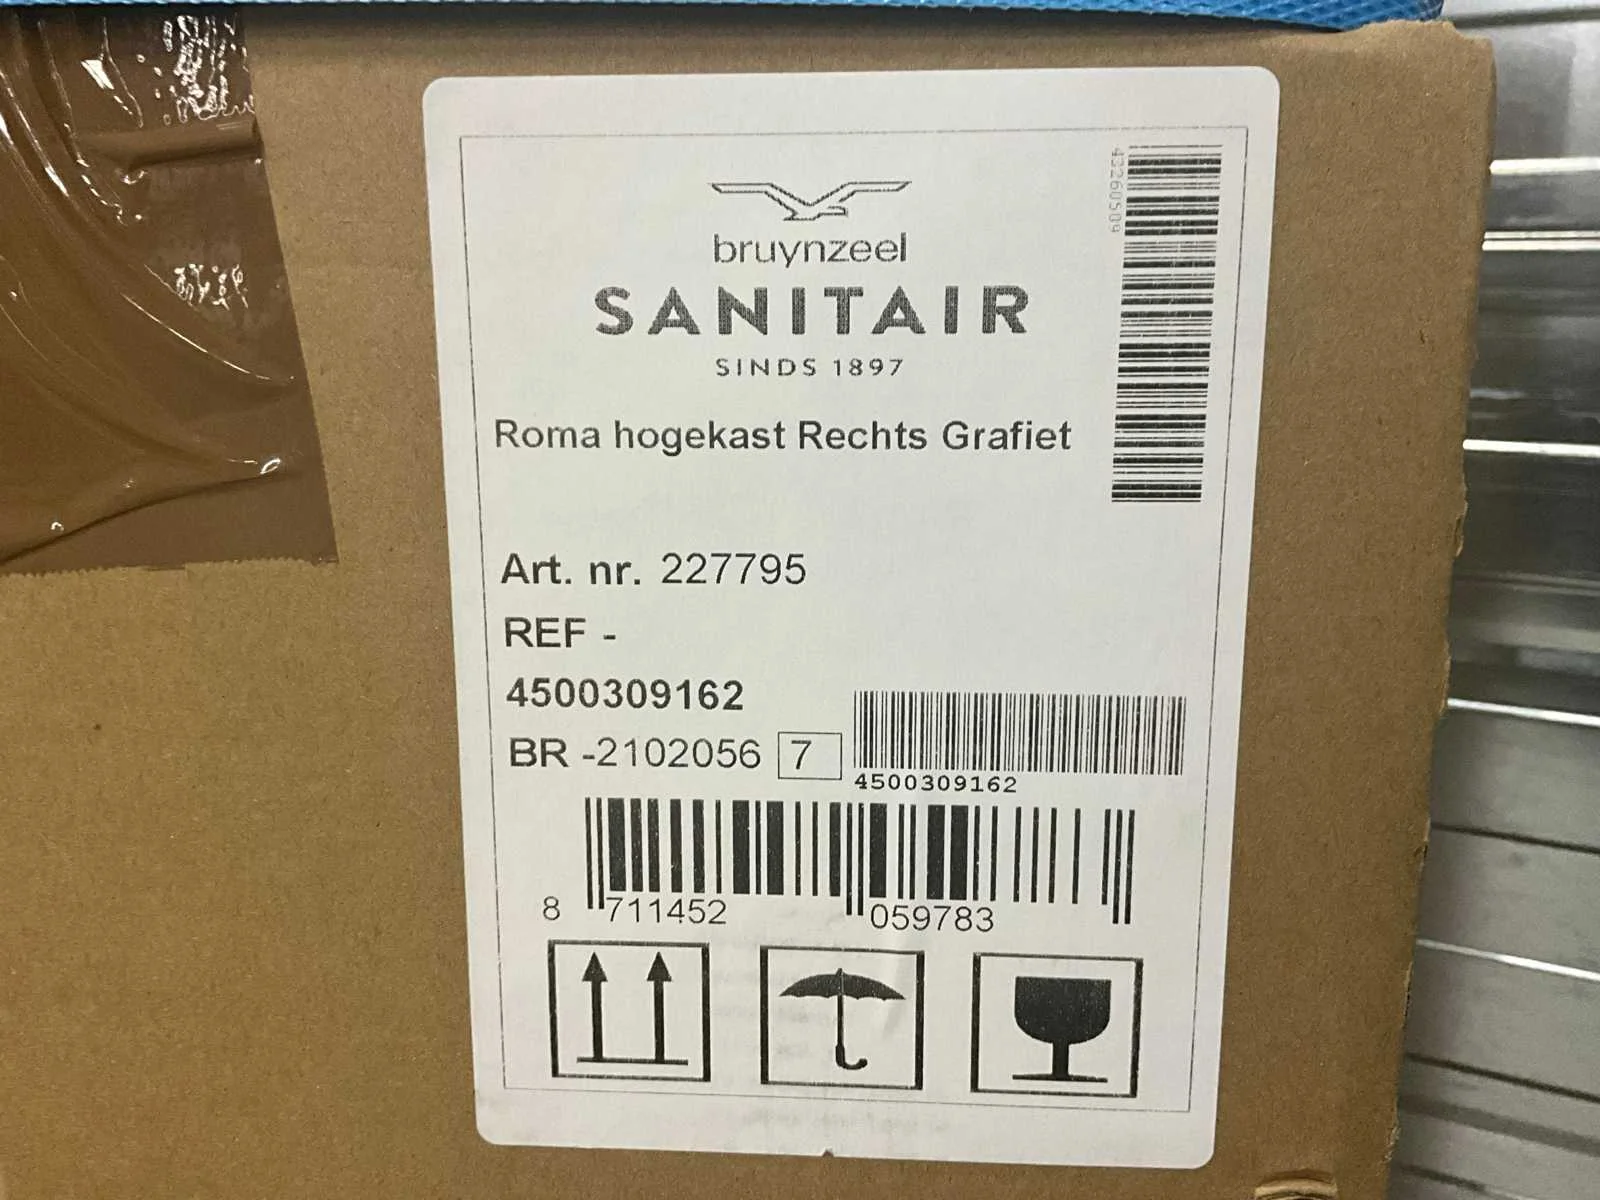 bruynzeel
SANITAIR
SINDS 1897
43260509
Roma hogekast Rechts Grafiet
Art. nr. 227795
REF -
4500309162
BR -2102056 7
4500309162
8 711452 059783